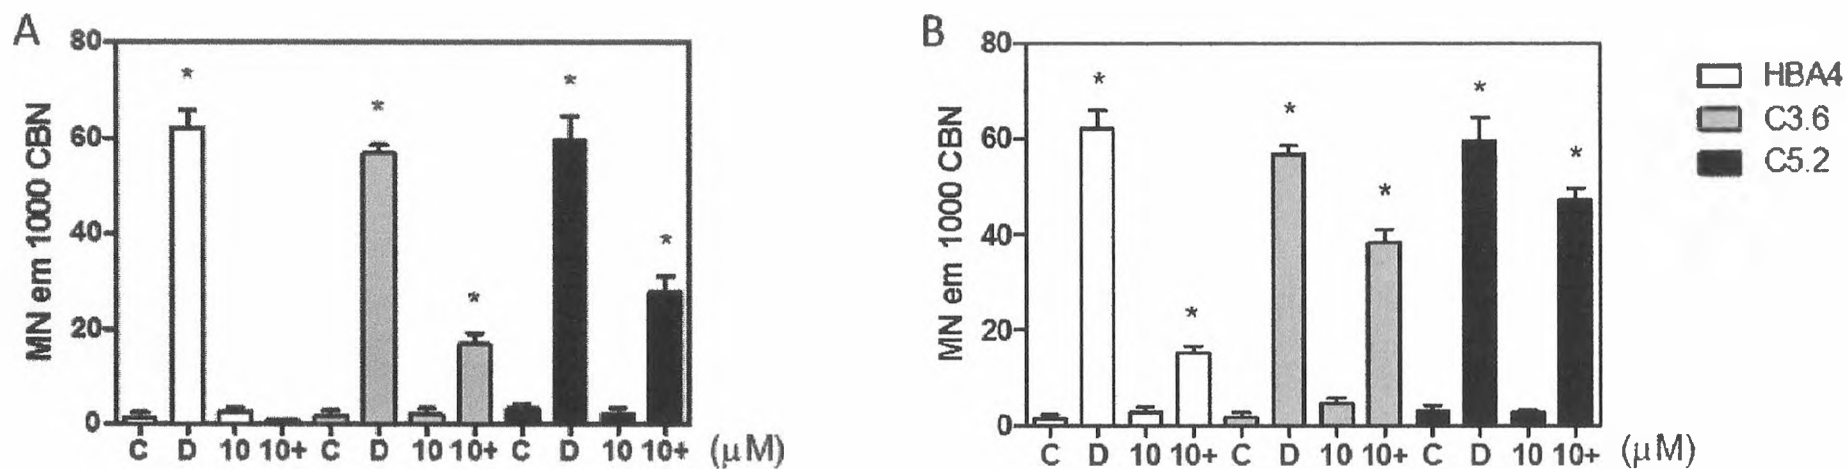 A
80
60
40
20
0
MN em 1000 CBN
* * * * *
C D 10 10+ C D 10 10+ C D 10 10+ (μM)
B
80
60
40
20
0
MN em 1000 CBN
* * * * * *
C D 10 10+ C D 10 10+ C D 10 10+ (μM)
HBA4
C3.6
C5.2